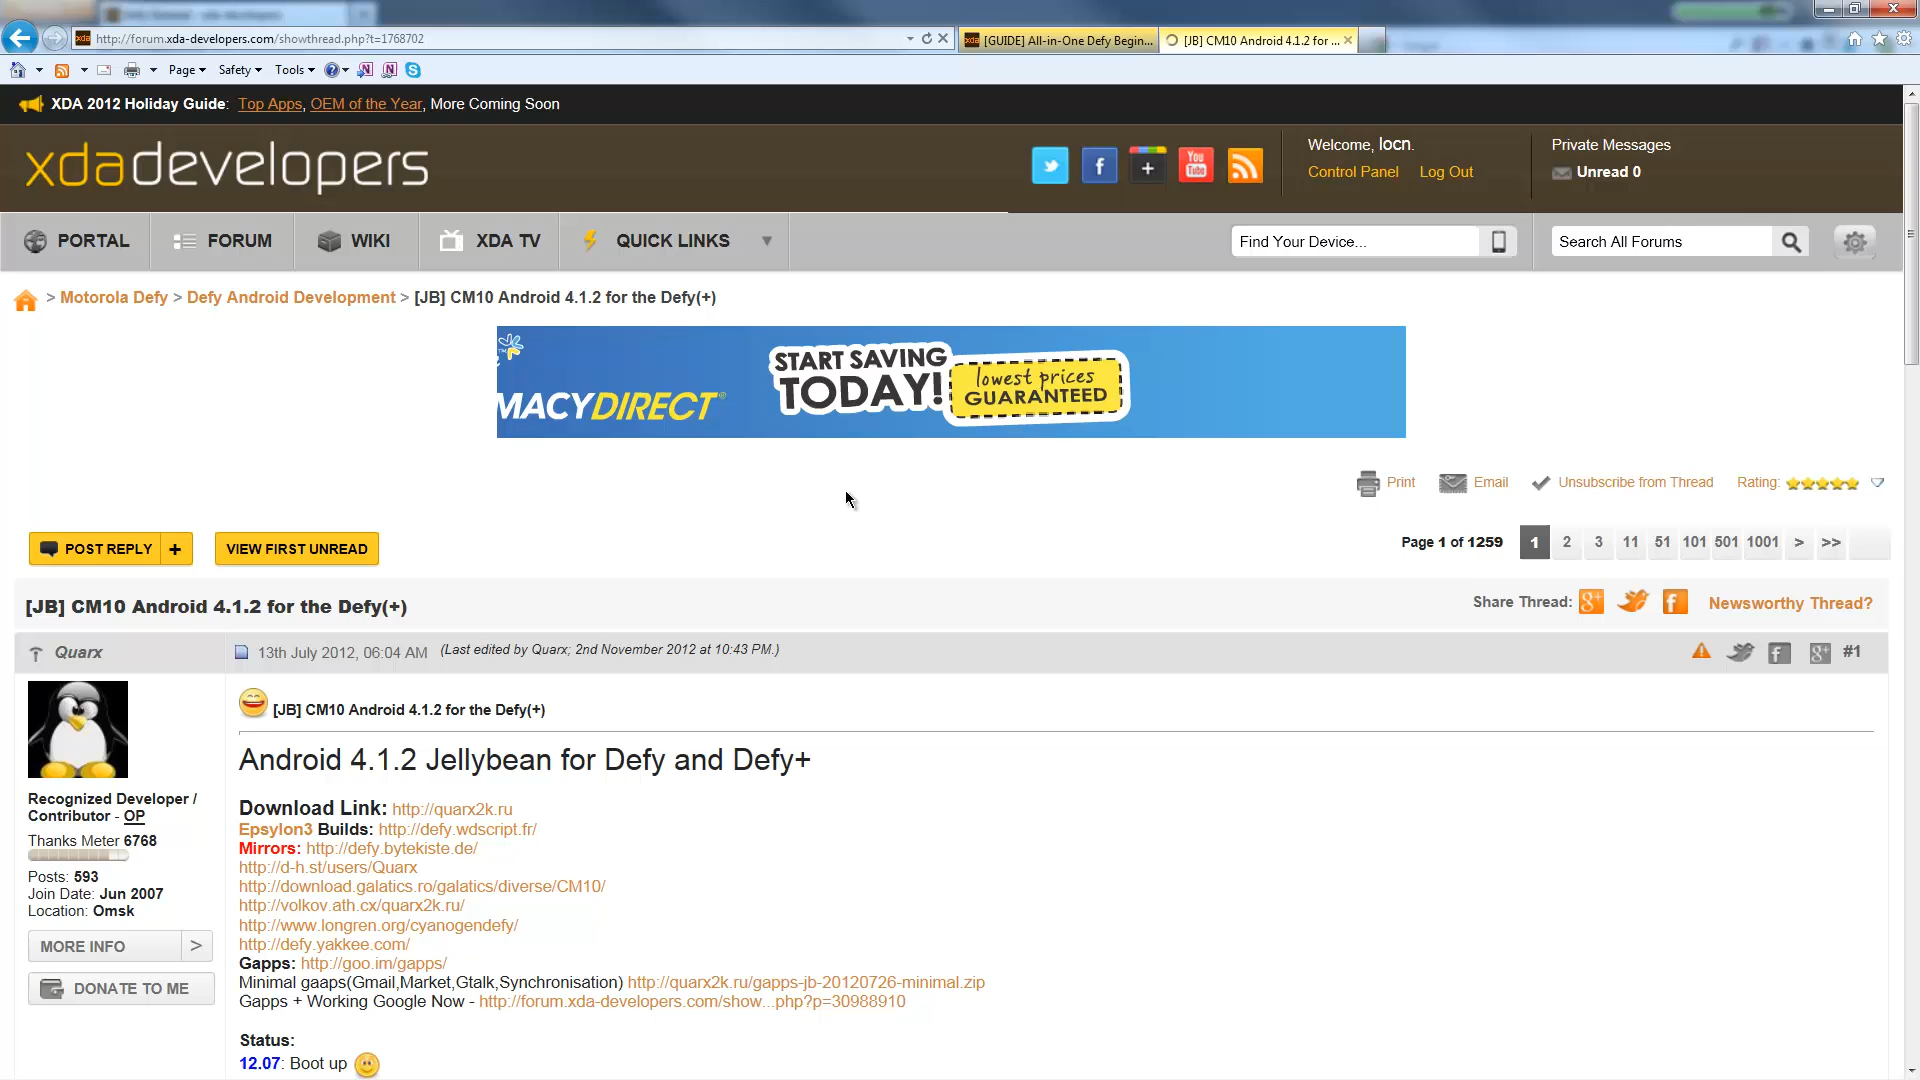 http://forum.xda-developers.com/showthread.php?t=1768702
[GUIDE] All-in-One Defy Begin...
[JB] CM10 Android 4.1.2 for ...
Page Safety Tools
XDA 2012 Holiday Guide: Top Apps, OEM of the Year, More Coming Soon
xdadevelopers
You Tube
Welcome, locn.
Control Panel Log Out
Private Messages
Unread 0
PORTAL FORUM WIKI XDA TV QUICK LINKS
Find Your Device...
Search All Forums
> Motorola Defy > Defy Android Development > [JB] CM10 Android 4.1.2 for the Defy(+)
MACYDIRECT
START SAVING
TODAY!
lowest prices
GUARANTEED
Print Email Unsubscribe from Thread Rating:
POST REPLY + VIEW FIRST UNREAD
Page 1 of 1259 1 2 3 11 51 101 501 1001 > >>
[JB] CM10 Android 4.1.2 for the Defy(+)
Share Thread: Newsworthy Thread?
Quarx
13th July 2012, 06:04 AM (Last edited by Quarx; 2nd November 2012 at 10:43 PM.)
#1
Recognized Developer /
Contributor - OP
Thanks Meter 6768
Posts: 593
Join Date: Jun 2007
Location: Omsk
MORE INFO >
DONATE TO ME
[JB] CM10 Android 4.1.2 for the Defy(+)
Android 4.1.2 Jellybean for Defy and Defy+
Download Link: http://quarx2k.ru
Epsylon3 Builds: http://defy.wdscript.fr/
Mirrors: http://defy.bytekiste.de/
http://d-h.st/users/Quarx
http://download.galatics.ro/galatics/diverse/CM10/
http://volkov.ath.cx/quarx2k.ru/
http://www.longren.org/cyanogendefy/
http://defy.yakkee.com/
Gapps: http://goo.im/gapps/
Minimal gaaps(Gmail,Market,Gtalk,Synchronisation) http://quarx2k.ru/gapps-jb-20120726-minimal.zip
Gapps + Working Google Now - http://forum.xda-developers.com/show...php?p=30988910
Status:
12.07: Boot up